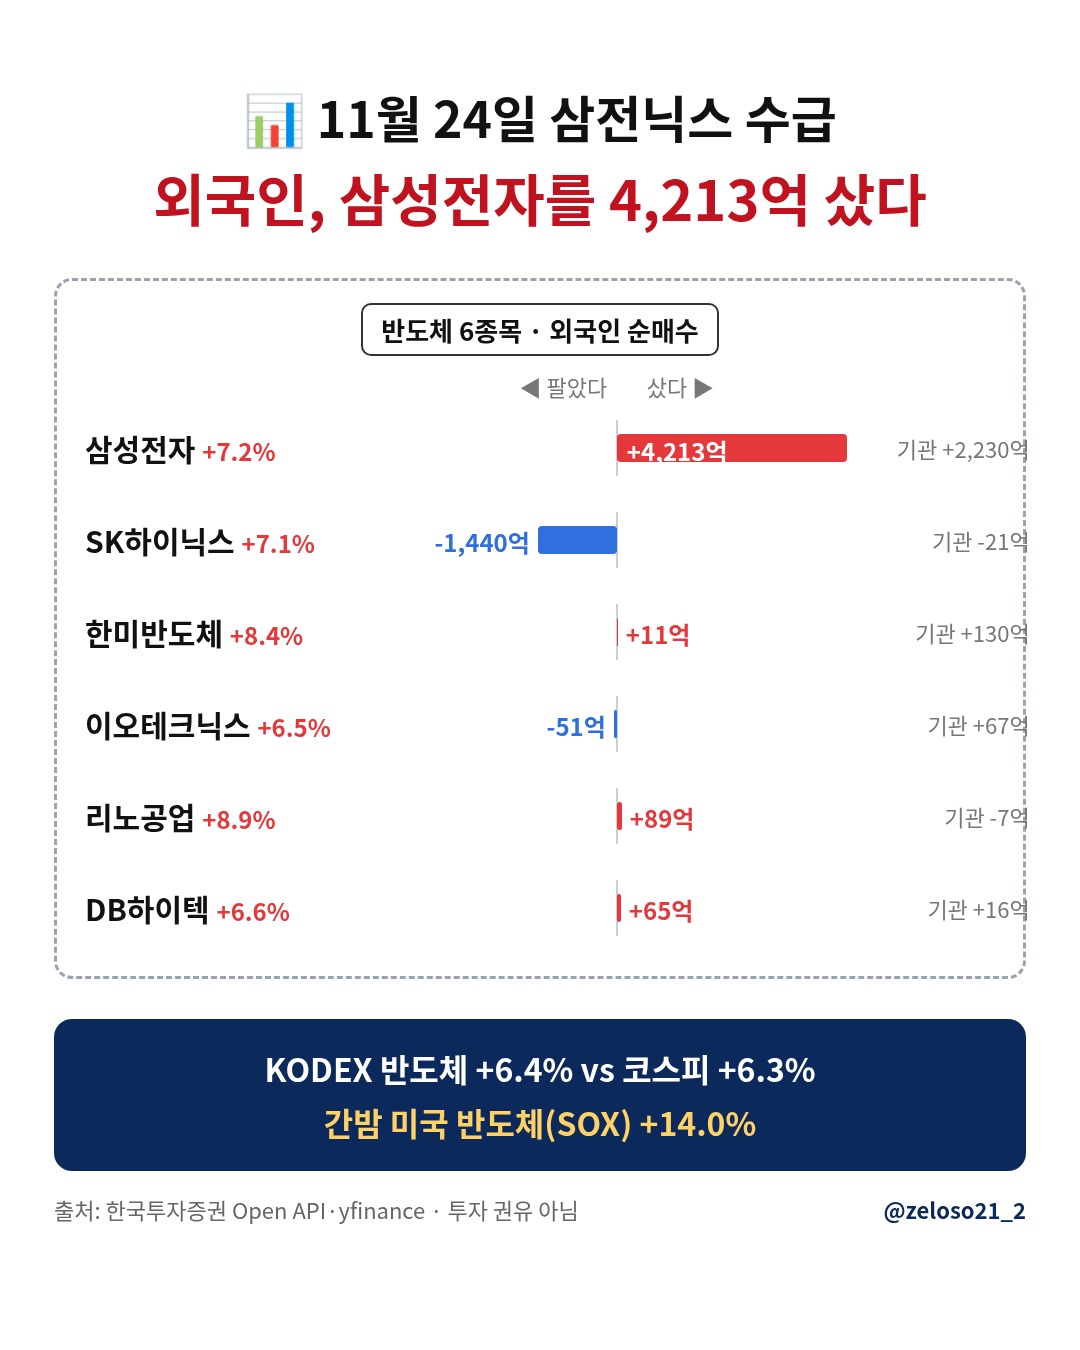 📊 11월 24일 삼전닉스 수급
외국인, 삼성전자를 4,213억 샀다
반도체 6종목 · 외국인 순매수
◀ 팔았다 샀다 ▶
삼성전자 +7.2% +4,213억 기관 +2,230억
SK하이닉스 +7.1% -1,440억 기관 -21억
한미반도체 +8.4% +11억 기관 +130억
이오테크닉스 +6.5% -51억 기관 +67억
리노공업 +8.9% +89억 기관 -7억
DB하이텍 +6.6% +65억 기관 +16억
KODEX 반도체 +6.4% vs 코스피 +6.3%
간밤 미국 반도체(SOX) +14.0%
출처: 한국투자증권 Open API·yfinance · 투자 권유 아님 @zeloso21_2